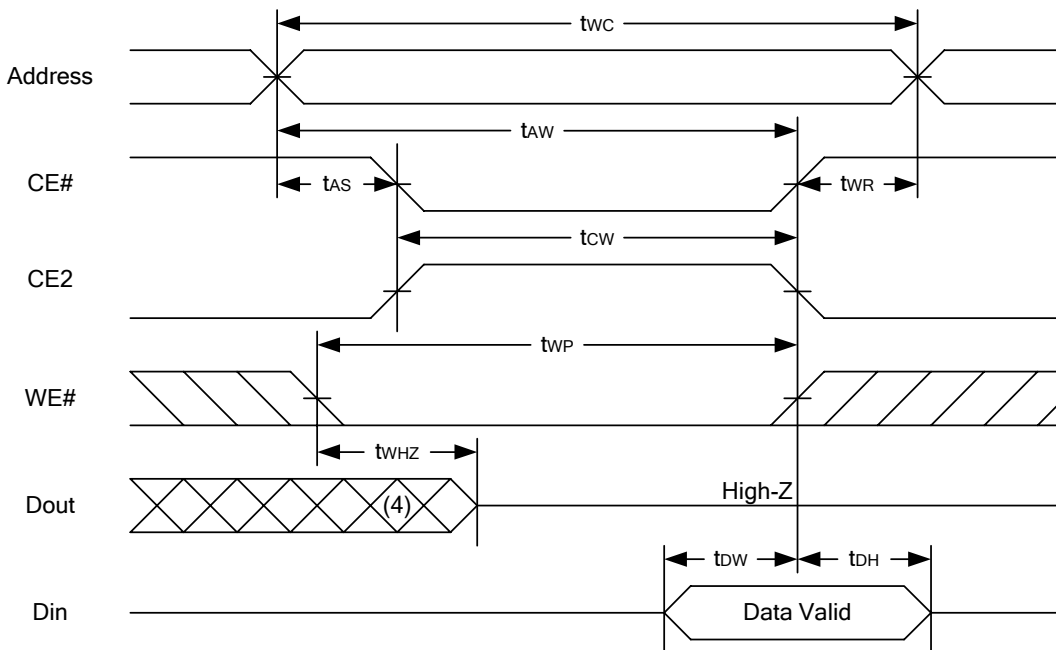 tWC
Address
tAW
CE#
tAS
tWR
tCW
CE2
tWP
WE#
tWHZ
Dout
(4)
High-Z
tDW
tDH
Din
Data Valid